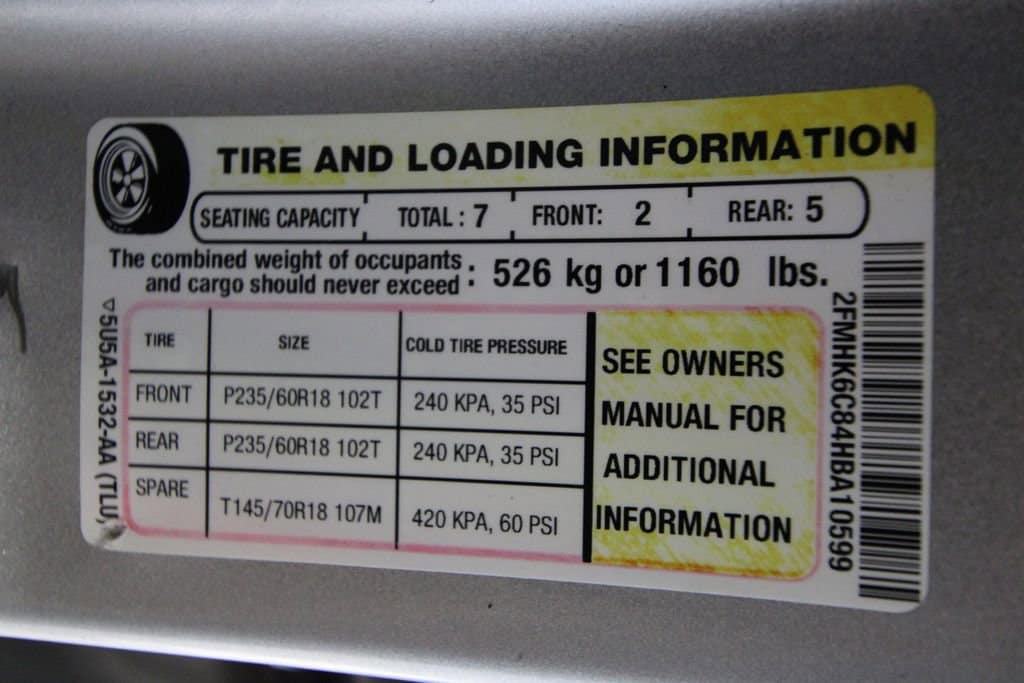 TIRE AND LOADING INFORMATION
SEATING CAPACITY TOTAL : 7 FRONT: 2 REAR: 5
The combined weight of occupants
and cargo should never exceed : 526 kg or 1160 lbs.
TIRE SIZE COLD TIRE PRESSURE
FRONT P235/60R18 102T 240 KPA, 35 PSI
REAR P235/60R18 102T 240 KPA, 35 PSI
SPARE T145/70R18 107M 420 KPA, 60 PSI
SEE OWNERS
MANUAL FOR
ADDITIONAL
INFORMATION
5U5A-1532-AA (TLU)
2FMHK6C84HBA10599